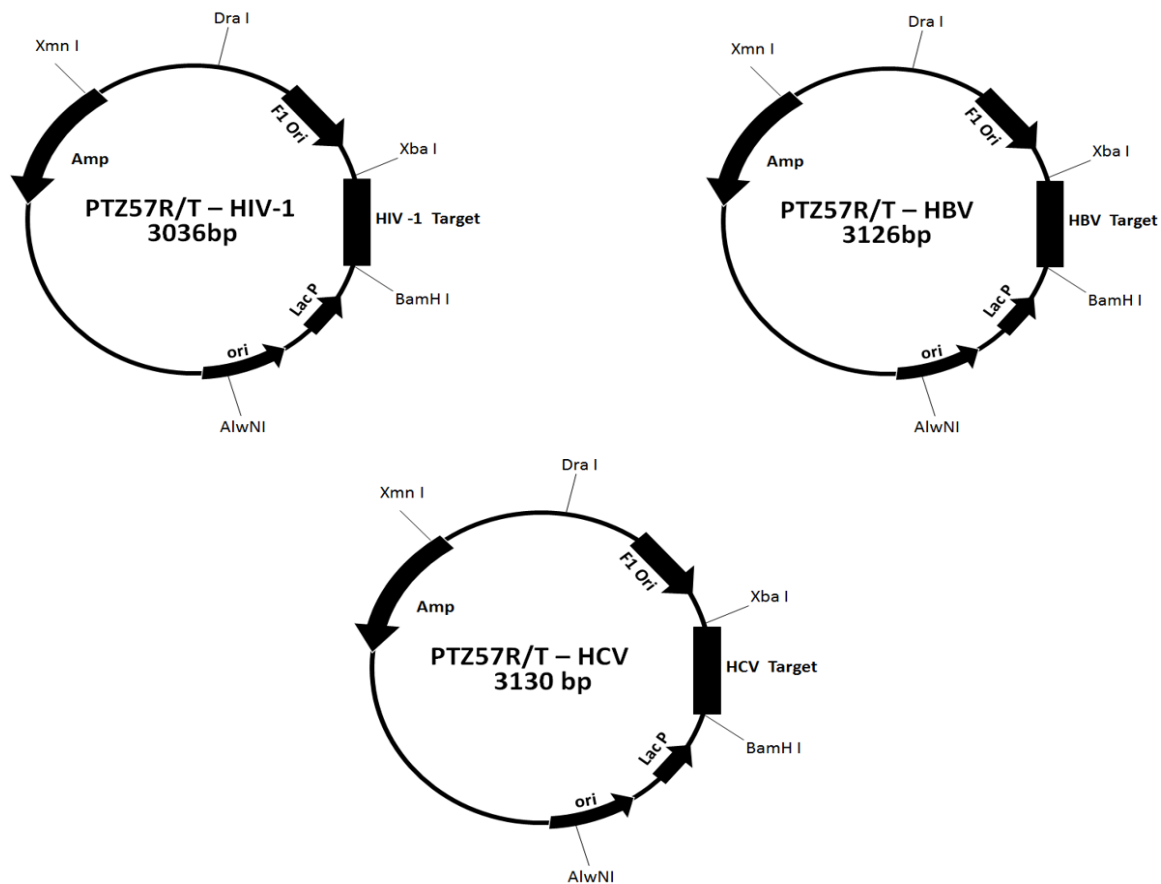 Dra I
Xmn I
F1 Ori
Xba I
Amp
PTZ57R/T – HIV-1
3036bp
HIV -1 Target
BamH I
Lac P
ori
AlwNI
Dra I
Xmn I
F1 Ori
Xba I
Amp
PTZ57R/T – HBV
3126bp
HBV Target
BamH I
Lac P
ori
AlwNI
Dra I
Xmn I
F1 Ori
Xba I
Amp
PTZ57R/T – HCV
3130 bp
HCV Target
BamH I
Lac P
ori
AlwNI